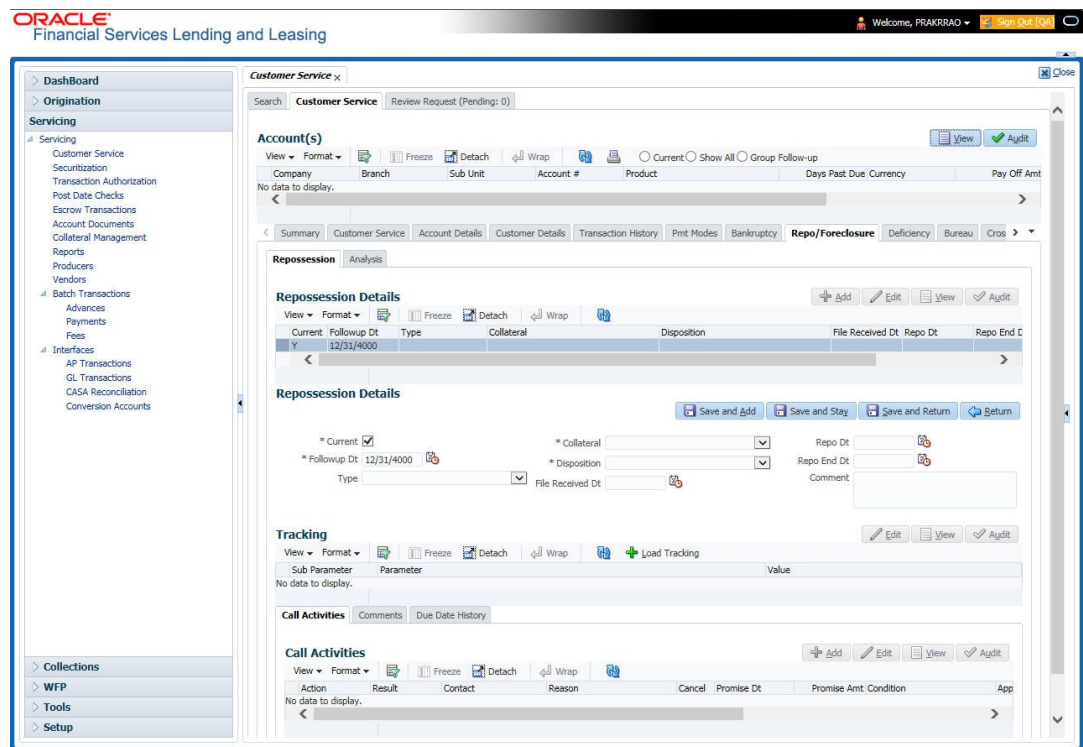 ORACLE
Financial Services Lending and Leasing
Welcome, PRAKRRAO
Sign Out [QA]
Close
DashBoard
Origination
Servicing
Servicing
Customer Service
Securitization
Transaction Authorization
Post Date Checks
Escrow Transactions
Account Documents
Collateral Management
Reports
Producers
Vendors
Batch Transactions
Advances
Payments
Fees
Interfaces
AP Transactions
GL Transactions
CASA Reconciliation
Conversion Accounts
Collections
WFP
Tools
Setup
Customer Service x
Search Customer Service Review Request (Pending: 0)
Account(s)
View Audit
View Format Freeze Detach Wrap Current Show All Group Follow-up
Company Branch Sub Unit Account # Product Days Past Due Currency Pay Off Amt
No data to display.
Summary Customer Service Account Details Customer Details Transaction History Pmt Modes Bankruptcy Repo/Foreclosure Deficiency Bureau Cros
Repossession Analysis
Repossession Details
Add Edit View Audit
View Format Freeze Detach Wrap
Current Followup Dt Type Collateral Disposition File Received Dt Repo Dt Repo End D
Y 12/31/4000
Repossession Details
Save and Add Save and Stay Save and Return Return
* Current * Collateral Repo Dt
* Followup Dt 12/31/4000 * Disposition Repo End Dt
Type File Received Dt Comment
Tracking
Edit View Audit
View Format Freeze Detach Wrap Load Tracking
Sub Parameter Parameter Value
No data to display.
Call Activities Comments Due Date History
Call Activities
Add Edit View Audit
View Format Freeze Detach Wrap
Action Result Contact Reason Cancel Promise Dt Promise Amt Condition App
No data to display.